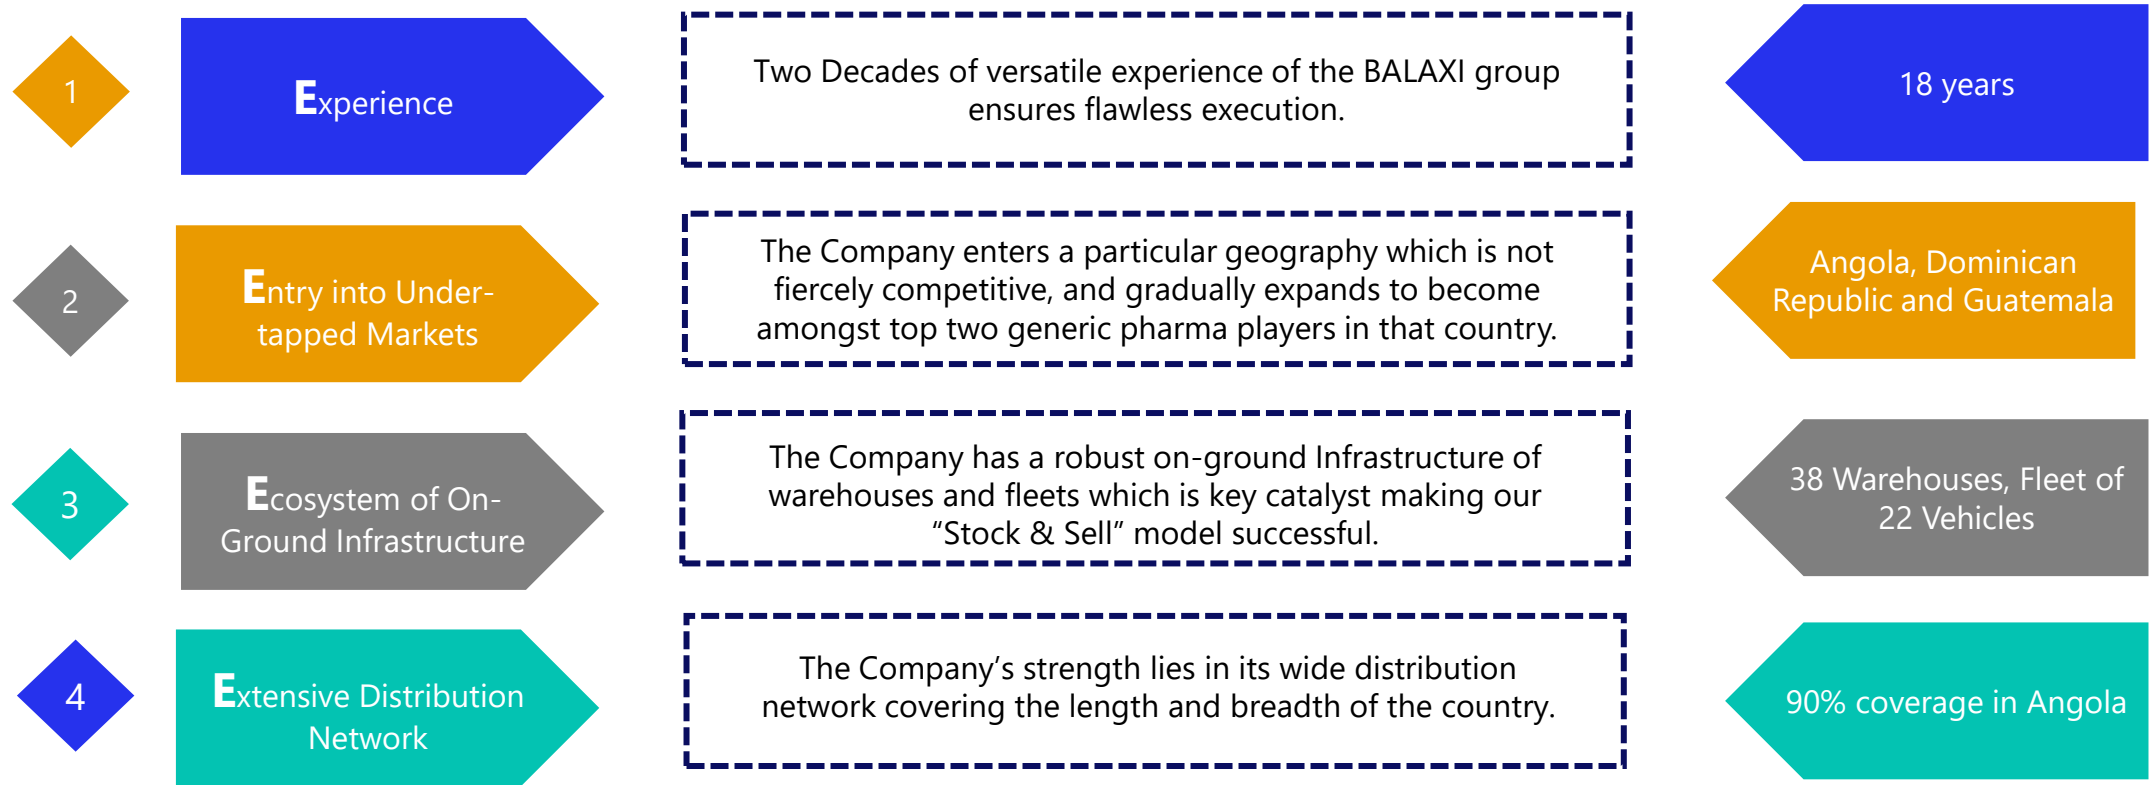 1
Experience
Two Decades of versatile experience of the BALAXI group
ensures flawless execution.
18 years
2
Entry into Under-
tapped Markets
The Company enters a particular geography which is not
fiercely competitive, and gradually expands to become
amongst top two generic pharma players in that country.
Angola, Dominican
Republic and Guatemala
3
Ecosystem of On-
Ground Infrastructure
The Company has a robust on-ground Infrastructure of
warehouses and fleets which is key catalyst making our
“Stock & Sell” model successful.
38 Warehouses, Fleet of
22 Vehicles
4
Extensive Distribution
Network
The Company’s strength lies in its wide distribution
network covering the length and breadth of the country.
90% coverage in Angola